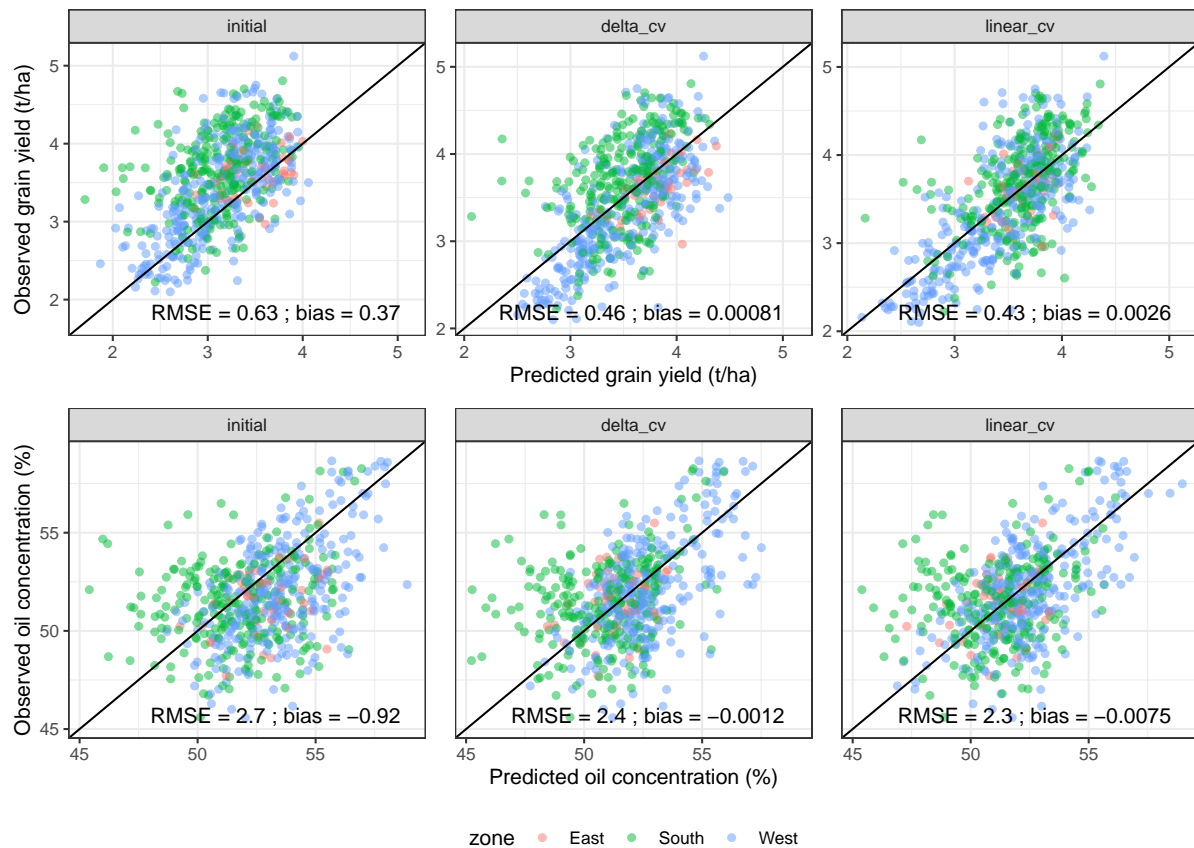 initial
delta_cv
linear_cv
Observed grain yield (t/ha)
5
4
3
2
RMSE = 0.63 ; bias = 0.37
2
3
4
5
5
4
3
2
RMSE = 0.46 ; bias = 0.00081
2
3
4
5
5
4
3
2
RMSE = 0.43 ; bias = 0.0026
2
3
4
5
Predicted grain yield (t/ha)
initial
delta_cv
linear_cv
Observed oil concentration (%)
55
50
45
RMSE = 2.7 ; bias = −0.92
RMSE = 2.4 ; bias = −0.0012
RMSE = 2.3 ; bias = −0.0075
45
50
55
45
50
55
45
50
55
Predicted oil concentration (%)
zone East South West